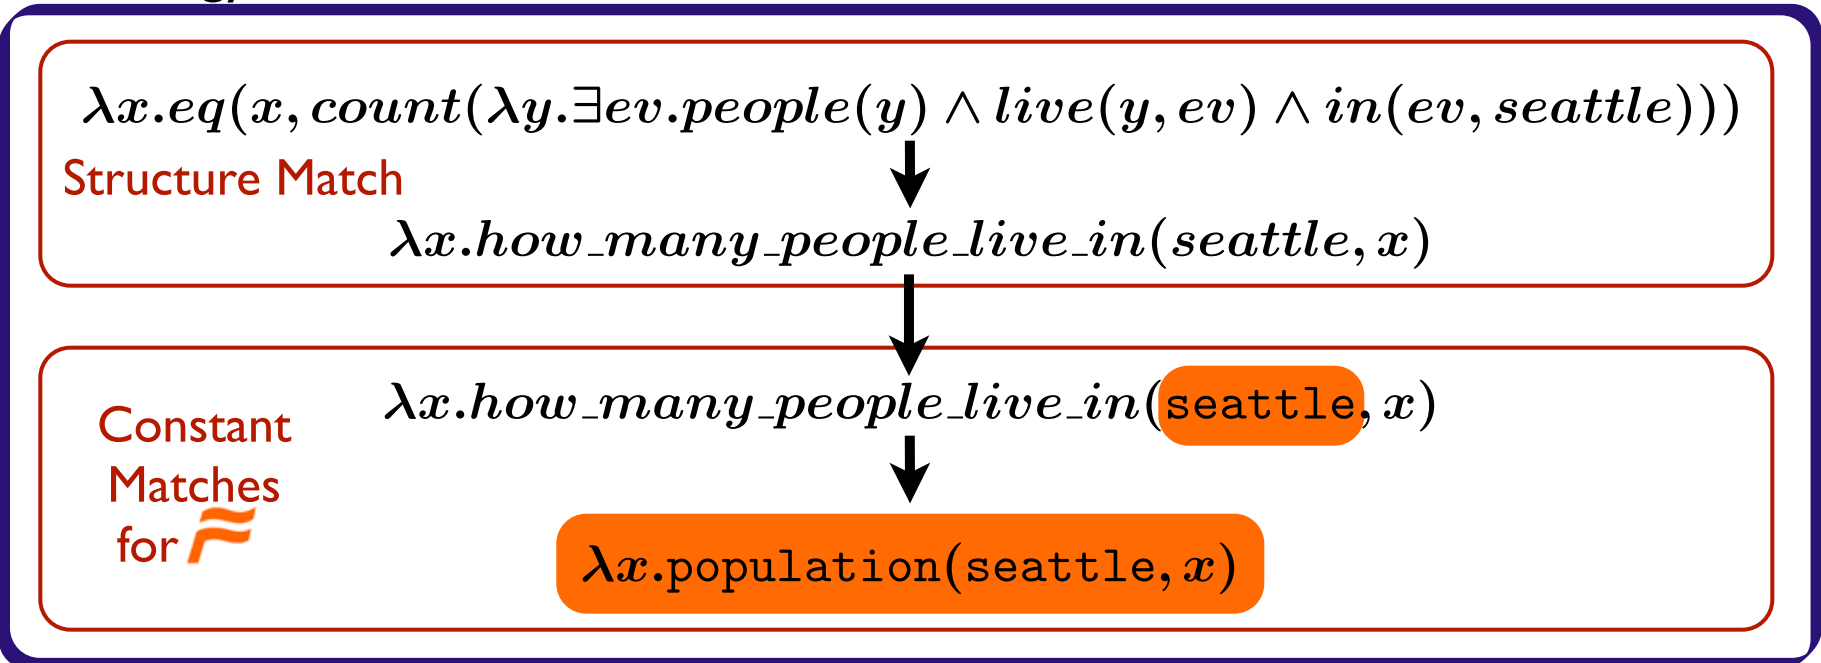 λx.eq(x, count(λy.∃ev.people(y) ∧ live(y, ev) ∧ in(ev, seattle)))
Structure Match
λx.how_many_people_live_in(seattle, x)
λx.how_many_people_live_in(seattle, x)
Constant
Matches
for
λx.population(seattle, x)